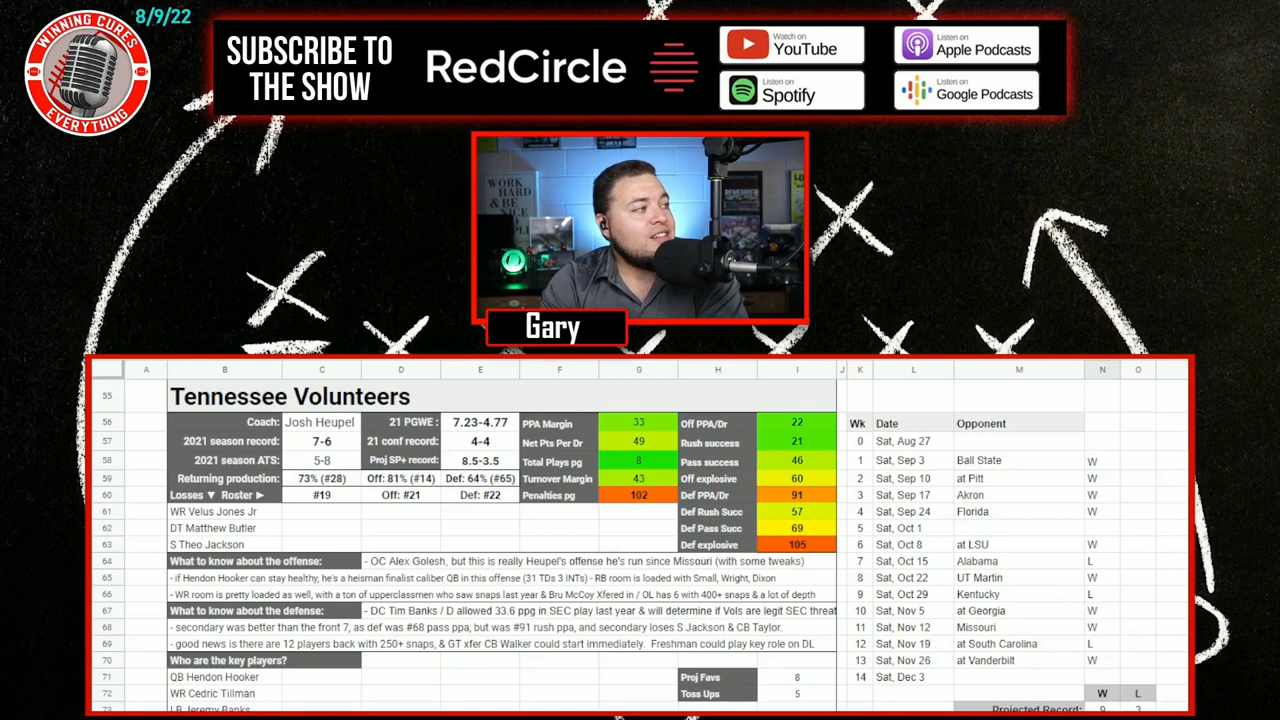 8/9/22
WINNING CURES
EVERYTHING
SUBSCRIBE TO
THE SHOW
RedCircle
Watch on
YouTube
Listen on
Spotify
Listen on
Apple Podcasts
Listen on
Google Podcasts
WORK
HARD
& BE
NICE
REMEMBER
Gary
A B C D E F G H I J K L M N O
55 Tennessee Volunteers
56 Coach: Josh Heupel 21 PGWE : 7.23-4.77 PPA Margin 33 Off PPA/Dr 22 Wk Date Opponent
57 2021 season record: 7-6 21 conf record: 4-4 Net Pts Per Dr 49 Rush success 21 0 Sat, Aug 27
58 2021 season ATS: 5-8 Proj SP+ record: 8.5-3.5 Total Plays pg 8 Pass success 46 1 Sat, Sep 3 Ball State W
59 Returning production: 73% (#28) Off: 81% (#14) Def: 64% (#65) Turnover Margin 43 Off explosive 60 2 Sat, Sep 10 at Pitt W
60 Losses ▼ Roster ► #19 Off: #21 Def: #22 Penalties pg 102 Def PPA/Dr 91 3 Sat, Sep 17 Akron W
61 WR Velus Jones Jr Def Rush Succ 57 4 Sat, Sep 24 Florida W
62 DT Matthew Butler Def Pass Succ 69 5 Sat, Oct 1
63 S Theo Jackson Def explosive 105 6 Sat, Oct 8 at LSU W
64 What to know about the offense: - OC Alex Golesh, but this is really Heupel's offense he's run since Missouri (with some tweaks) 7 Sat, Oct 15 Alabama L
65 - if Hendon Hooker can stay healthy, he's a heisman finalist caliber QB in this offense (31 TDs 3 INTs) - RB room is loaded with Small, Wright, Dixon 8 Sat, Oct 22 UT Martin W
66 - WR room is pretty loaded as well, with a ton of upperclassmen who saw snaps last year & Bru McCoy Xfered in / OL has 6 with 400+ snaps & a lot of depth 9 Sat, Oct 29 Kentucky L
67 What to know about the defense: - DC Tim Banks / D allowed 33.6 ppg in SEC play last year & will determine if Vols are legit SEC threat 10 Sat, Nov 5 at Georgia W
68 - secondary was better than the front 7, as def was #68 pass ppa, but was #91 rush ppa, and secondary loses S Jackson & CB Taylor. 11 Sat, Nov 12 Missouri W
69 - good news is there are 12 players back with 250+ snaps, & GT xfer CB Walker could start immediately. Freshman could play key role on DL 12 Sat, Nov 19 at South Carolina L
70 Who are the key players? 13 Sat, Nov 26 at Vanderbilt W
71 QB Hendon Hooker Proj Favs 8 14 Sat, Dec 3
72 WR Cedric Tillman Toss Ups 5 W L
73 LB Jeremy Banks Projected Record: 9 3